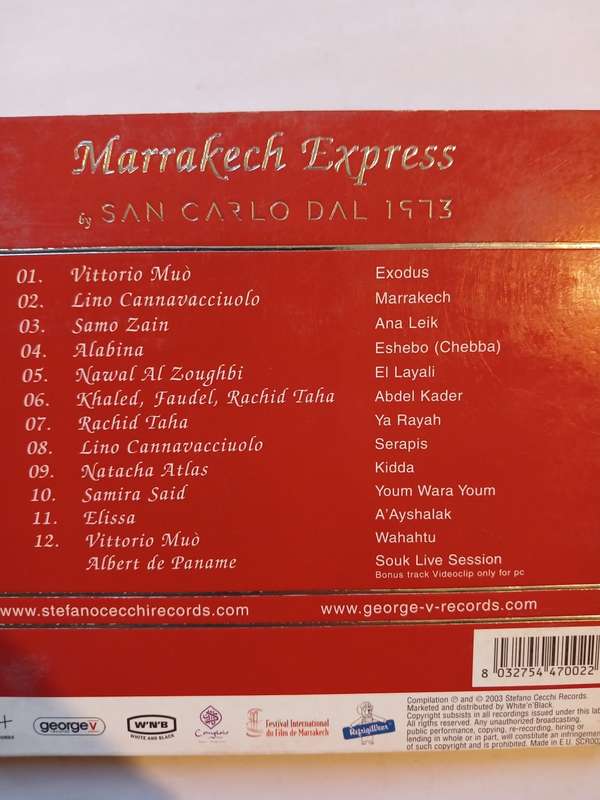 Marrakech Express
by SAN CARLO DAL 1973
01. Vittorio Muò Exodus
02. Lino Cannavacciuolo Marrakech
03. Samo Zain Ana Leik
04. Alabina Eshebo (Chebba)
05. Nawal Al Zoughbi El Layali
06. Khaled, Faudel, Rachid Taha Abdel Kader
07. Rachid Taha Ya Rayah
08. Lino Cannavacciuolo Serapis
09. Natacha Atlas Kidda
10. Samira Said Youm Wara Youm
11. Elissa A'Ayshalak
12. Vittorio Muò Wahahtu
Albert de Paname Souk Live Session
Bonus track Videoclip only for pc
www.stefanocecchirecords.com www.george-v-records.com
8 032754 470022
george v
W'N'B
WHITE AND BLACK
Festival International
du Film de Marrakech
RefrigiWear
Compilation ℗ and © 2003 Stefano Cecchi Records.
Marketed and distributed by White'n'Black.
Copyright subsists in all recordings issued under this lab
All rigths reserved. Any unauthorized broadcasting,
public performance, copying, re-recording, hiring or
lending in whole or in part, will constitute an infringemen
of such copyright and is prohibited. Made in E.U. SCR002